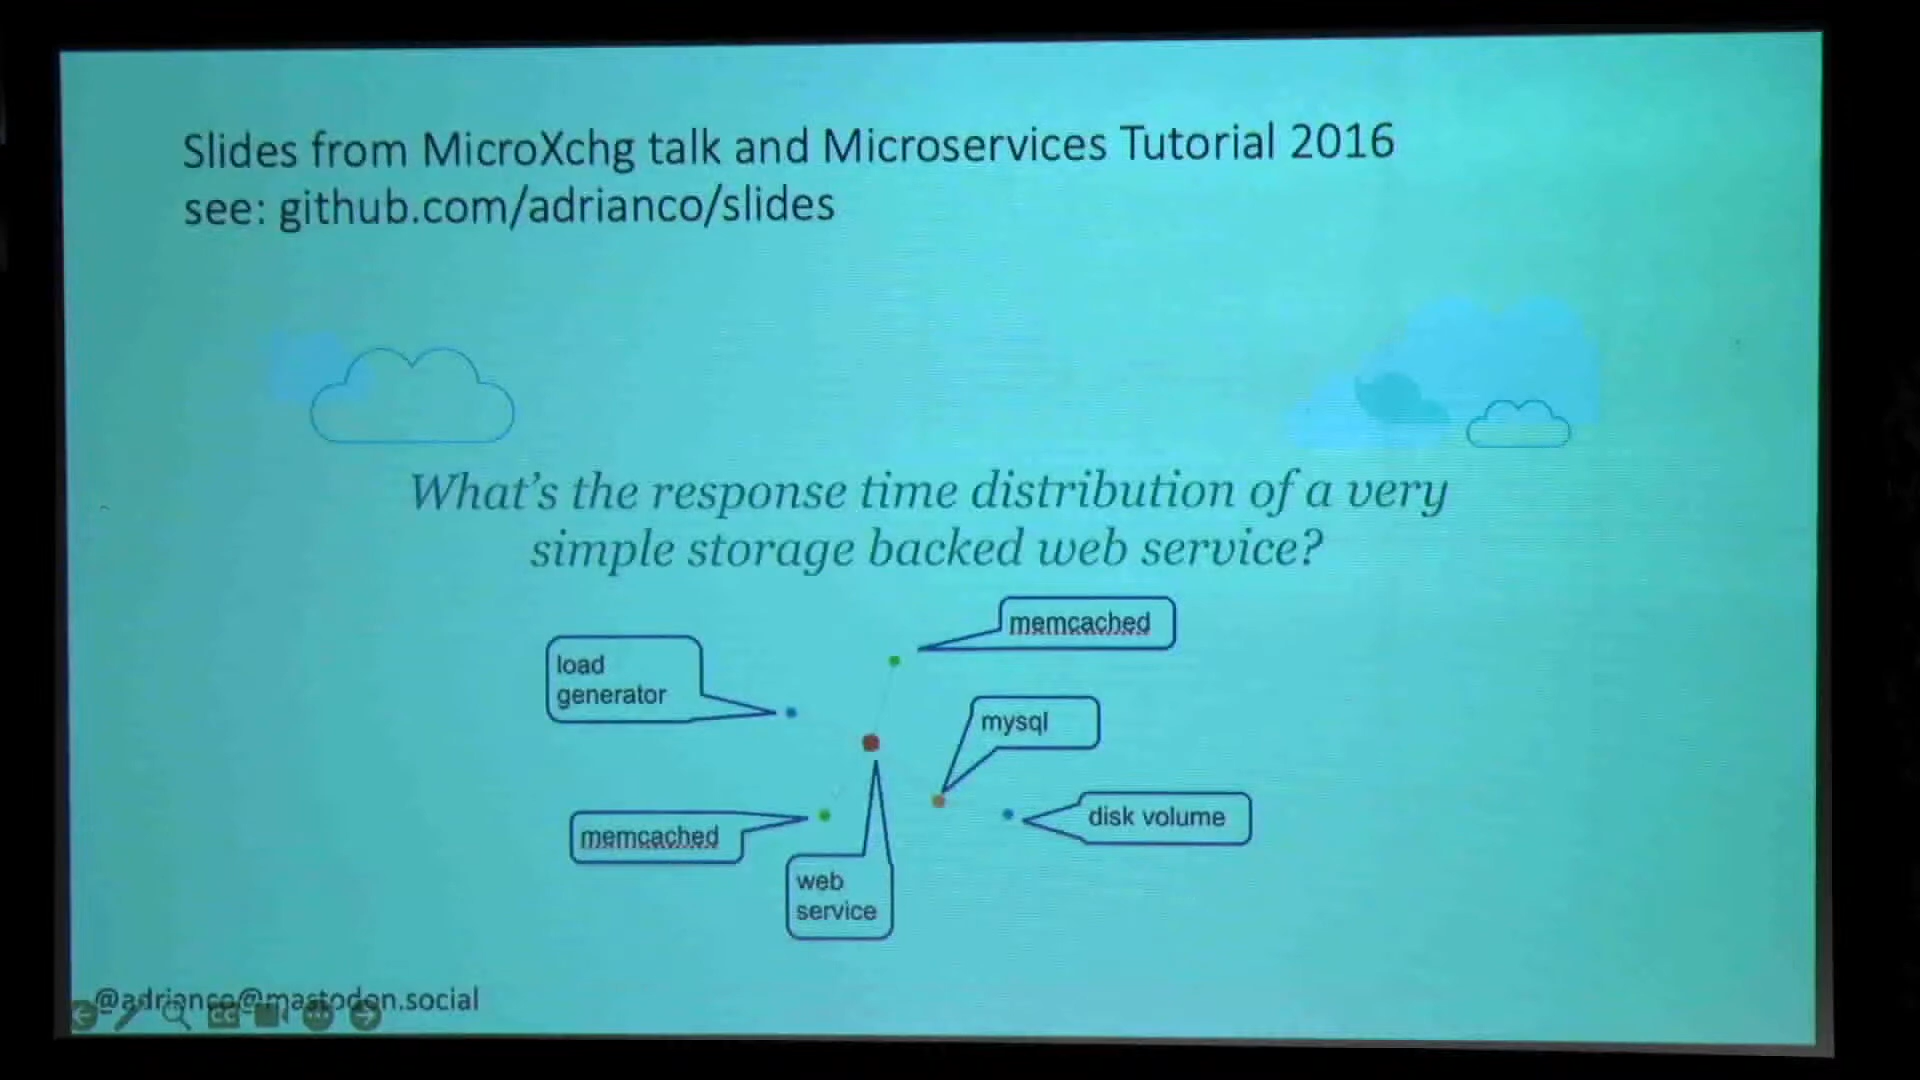 Slides from MicroXchg talk and Microservices Tutorial 2016
see: github.com/adrianco/slides
What's the response time distribution of a very
simple storage backed web service?
memcached
load
generator
mysql
disk volume
memcached
web
service
@adrianco@mastodon.social
CC